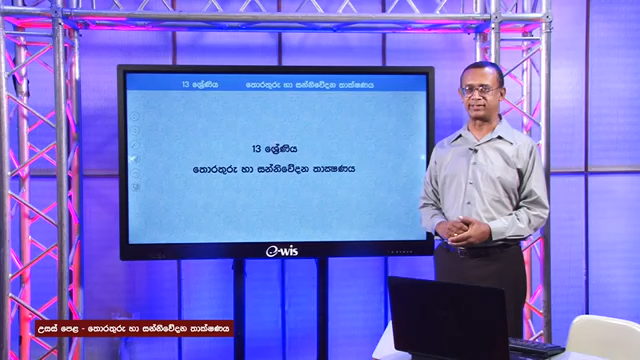 13 ශ්‍රේණිය තොරතුරු හා සන්නිවේදන තාක්ෂණය
13 ශ්‍රේණිය
තොරතුරු හා සන්නිවේදන තාක්‍ෂණය
e-wis
උසස් පෙළ - තොරතුරු හා සන්නිවේදන තාක්ෂණය